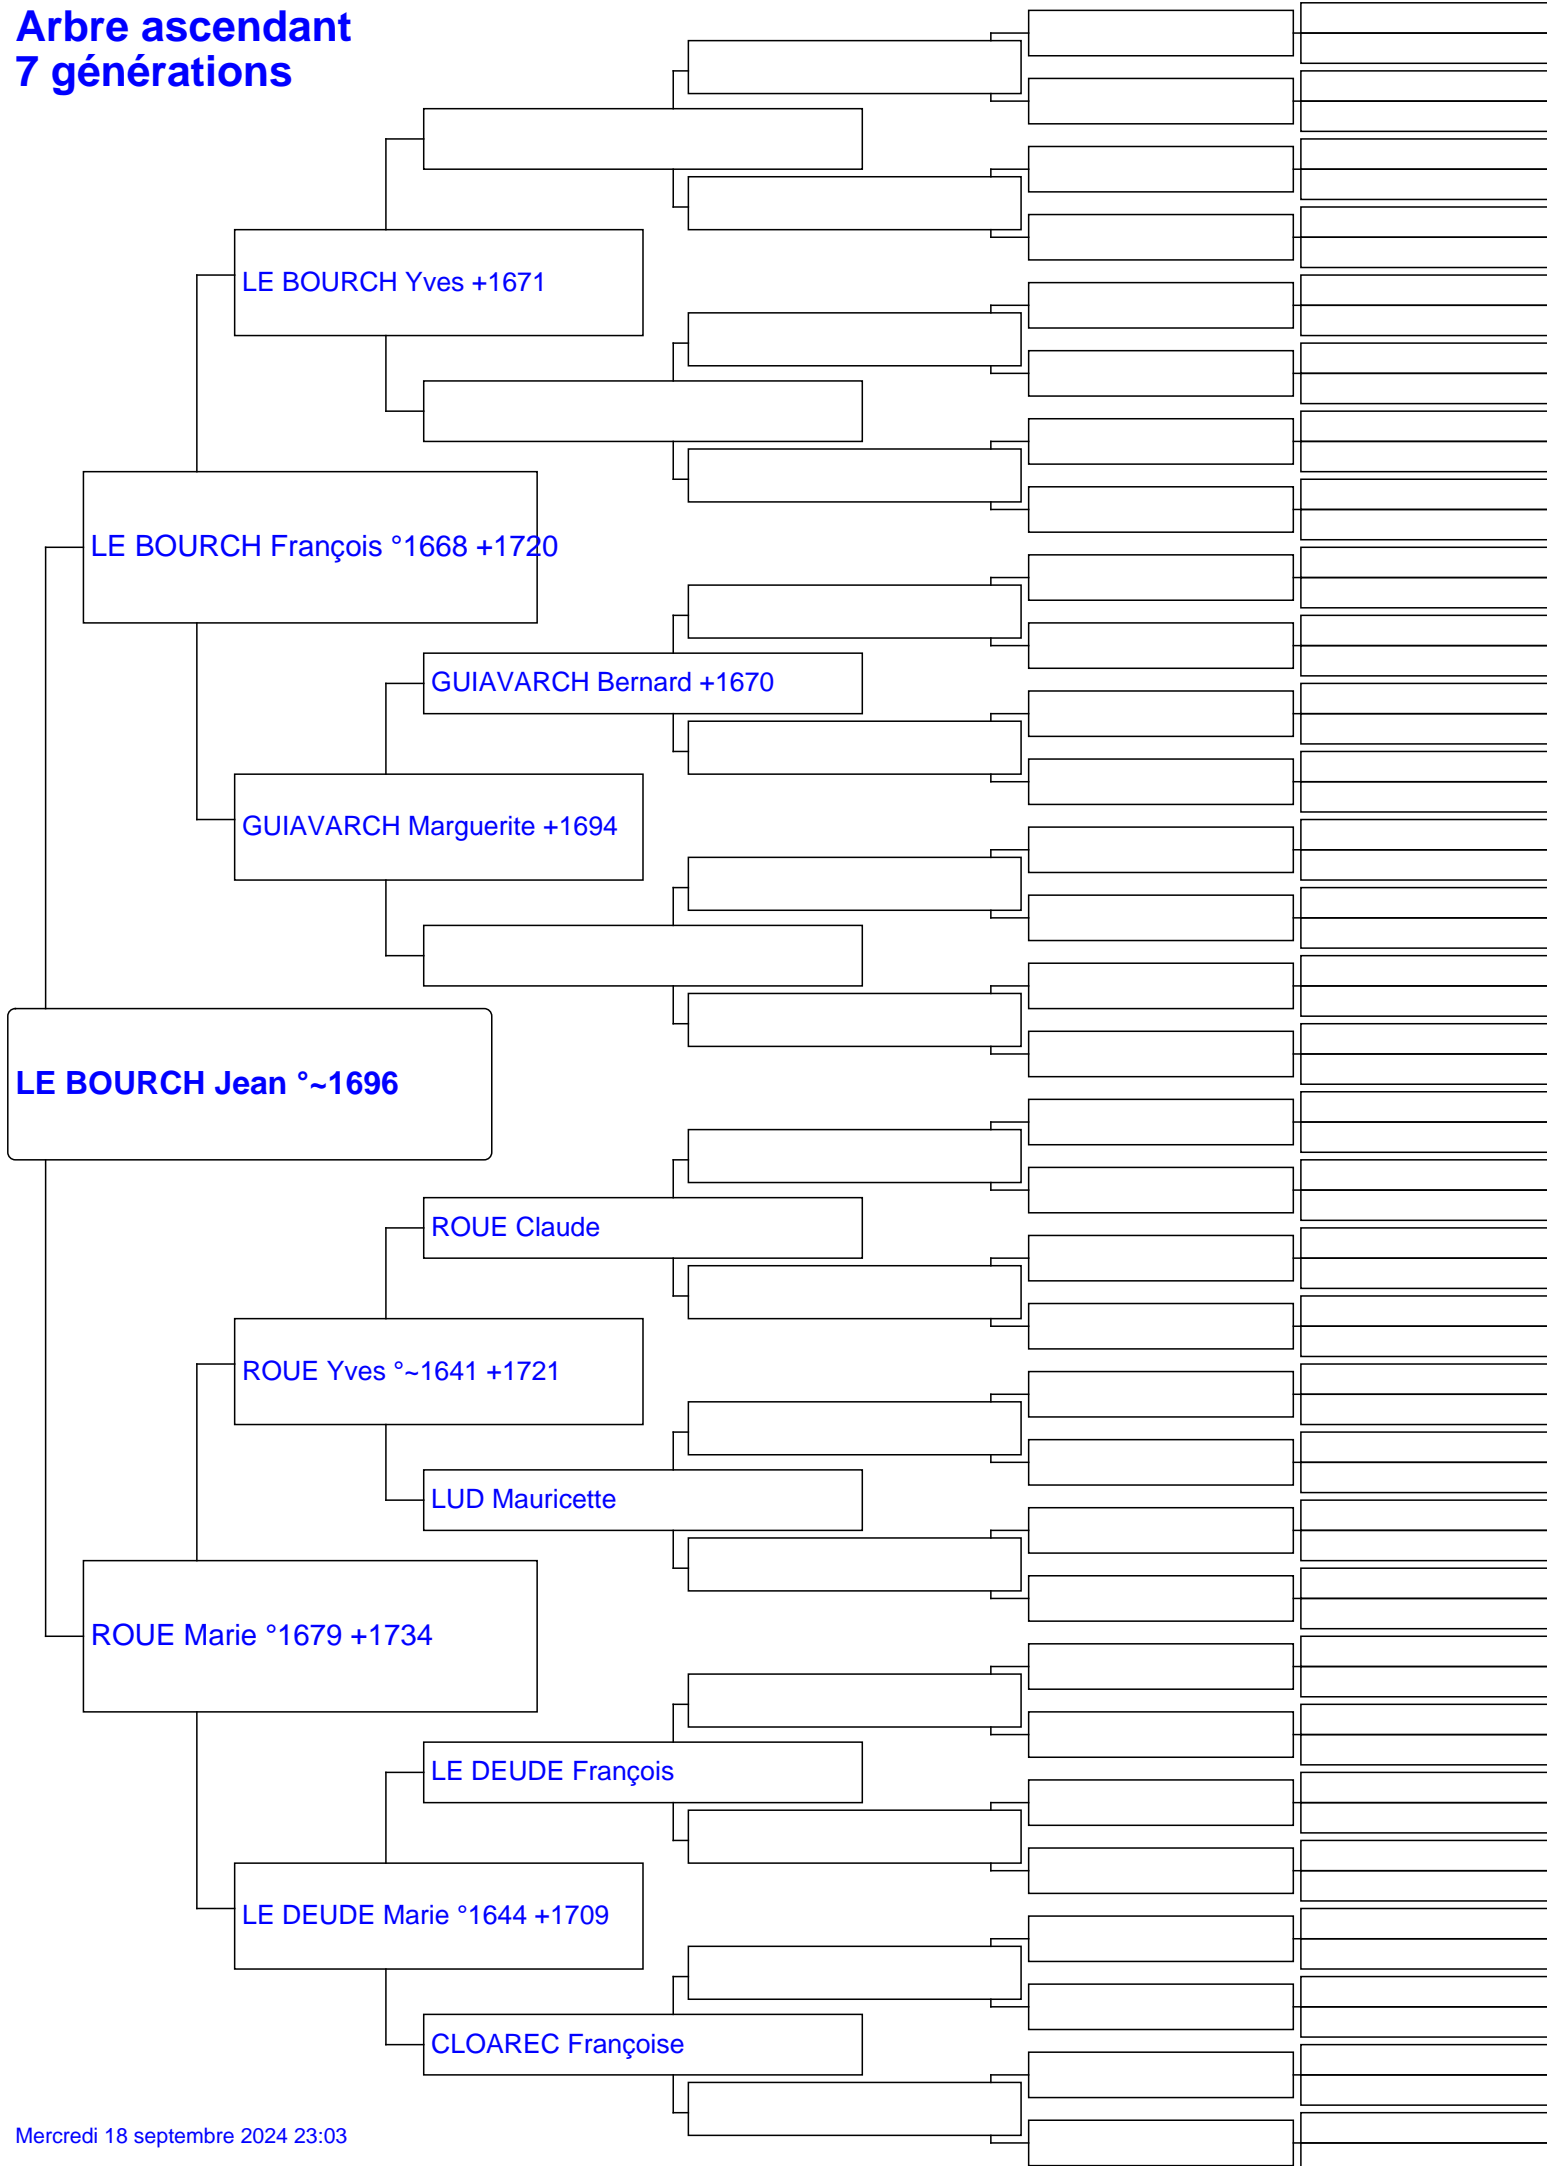 Arbre ascendant
7 générations
LE BOURCH Yves +1671
LE BOURCH François °1668 +1720
GUIAVARCH Bernard +1670
GUIAVARCH Marguerite +1694
LE BOURCH Jean °~1696
ROUE Claude
ROUE Yves °~1641 +1721
LUD Mauricette
ROUE Marie °1679 +1734
LE DEUDE François
LE DEUDE Marie °1644 +1709
CLOAREC Françoise
Mercredi 18 septembre 2024 23:03